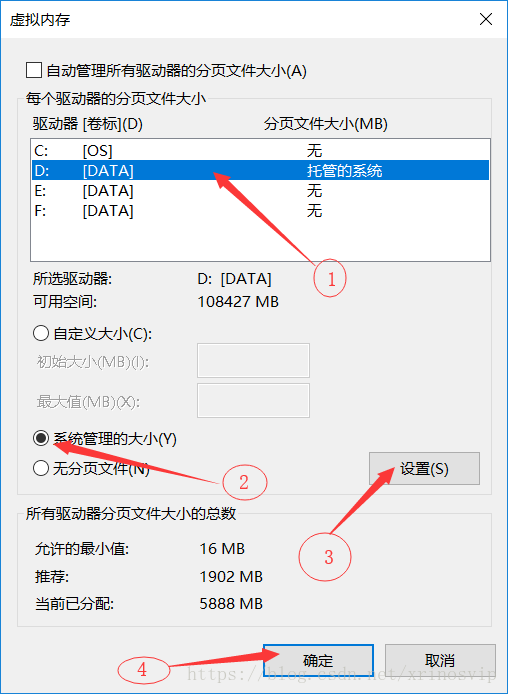 虚拟内存
自动管理所有驱动器的分页文件大小(A)
每个驱动器的分页文件大小
驱动器 [卷标](D) 分页文件大小(MB)
C: [OS] 无
D: [DATA] 托管的系统
E: [DATA] 无
F: [DATA] 无
1
所选驱动器: D: [DATA]
可用空间: 108427 MB
自定义大小(C):
初始大小(MB)(I):
最大值(MB)(X):
系统管理的大小(Y)
无分页文件(N) 2 设置(S)
所有驱动器分页文件大小的总数
允许的最小值: 16 MB 3
推荐: 1902 MB
当前已分配: 5888 MB
4 确定 取消
https://blog.csdn.net/xrinosvip